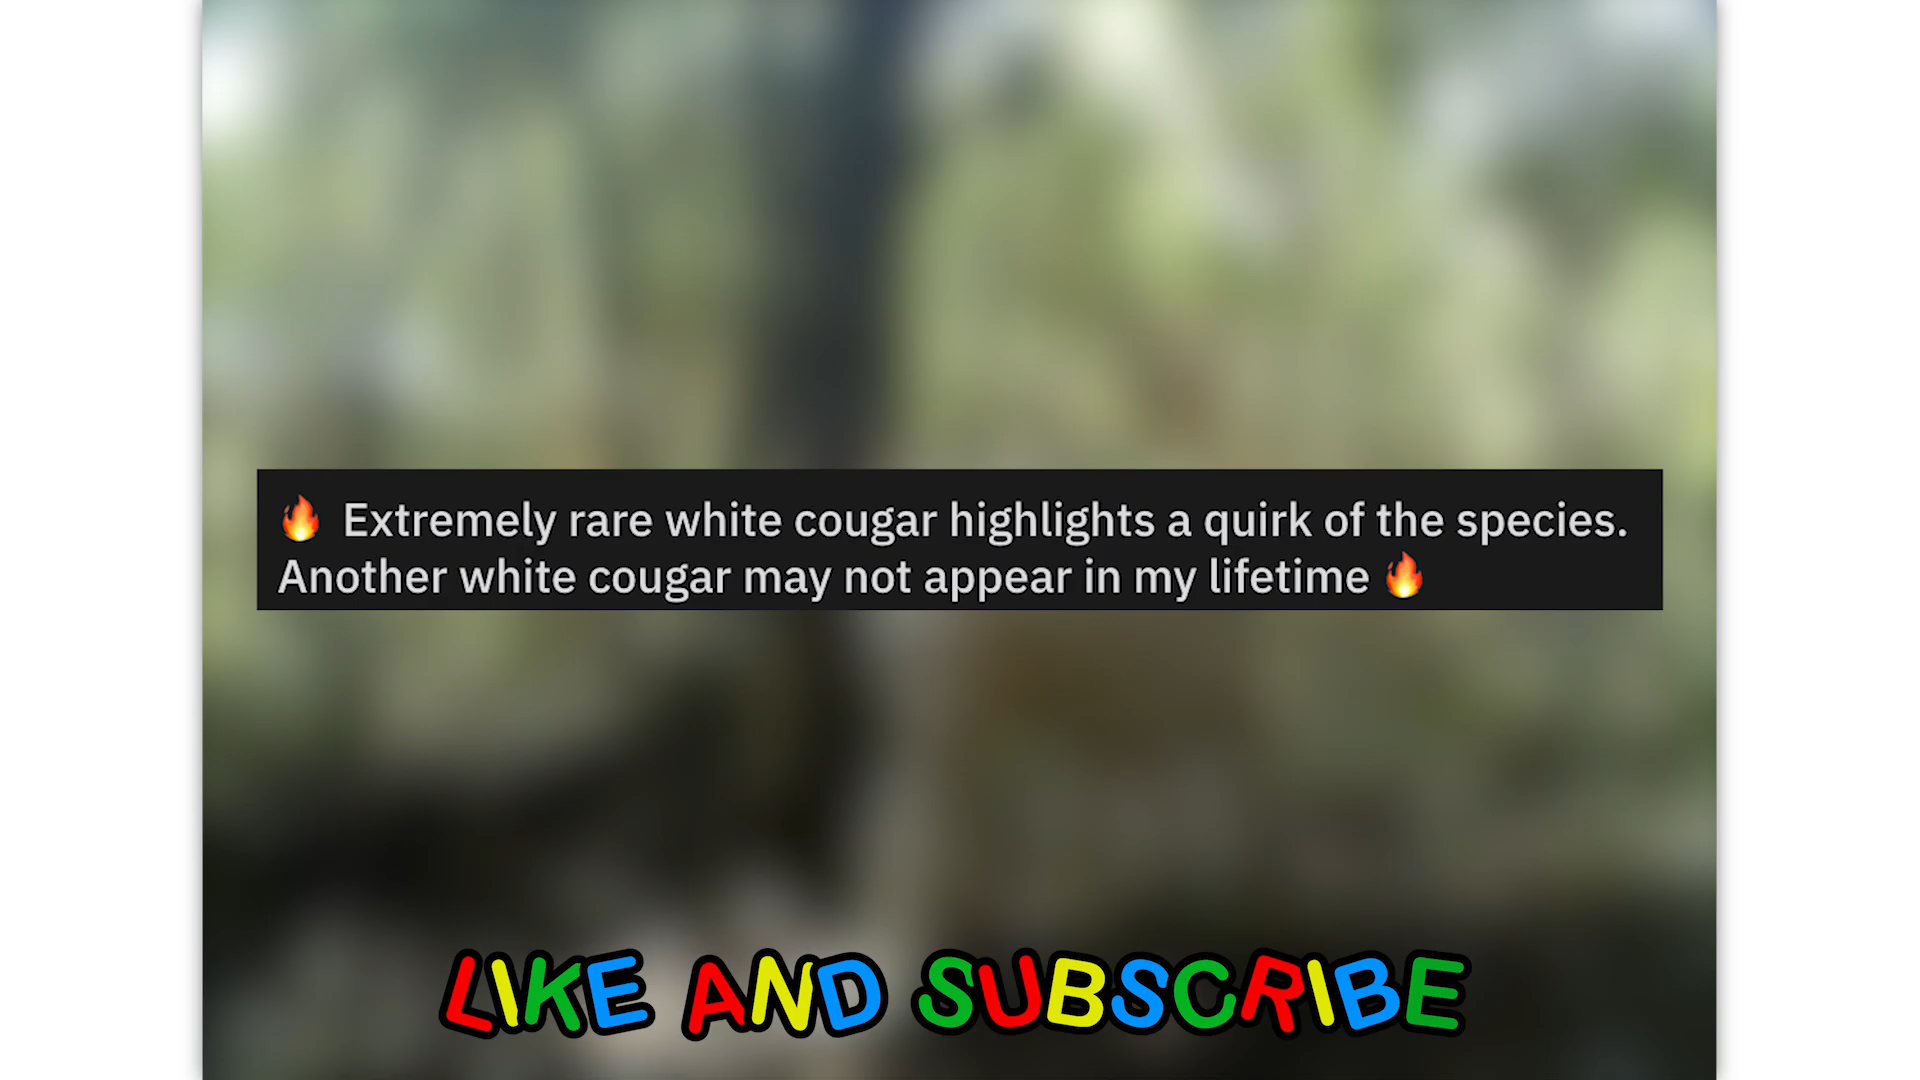 🔥 Extremely rare white cougar highlights a quirk of the species.
Another white cougar may not appear in my lifetime 🔥
LIKE AND SUBSCRIBE